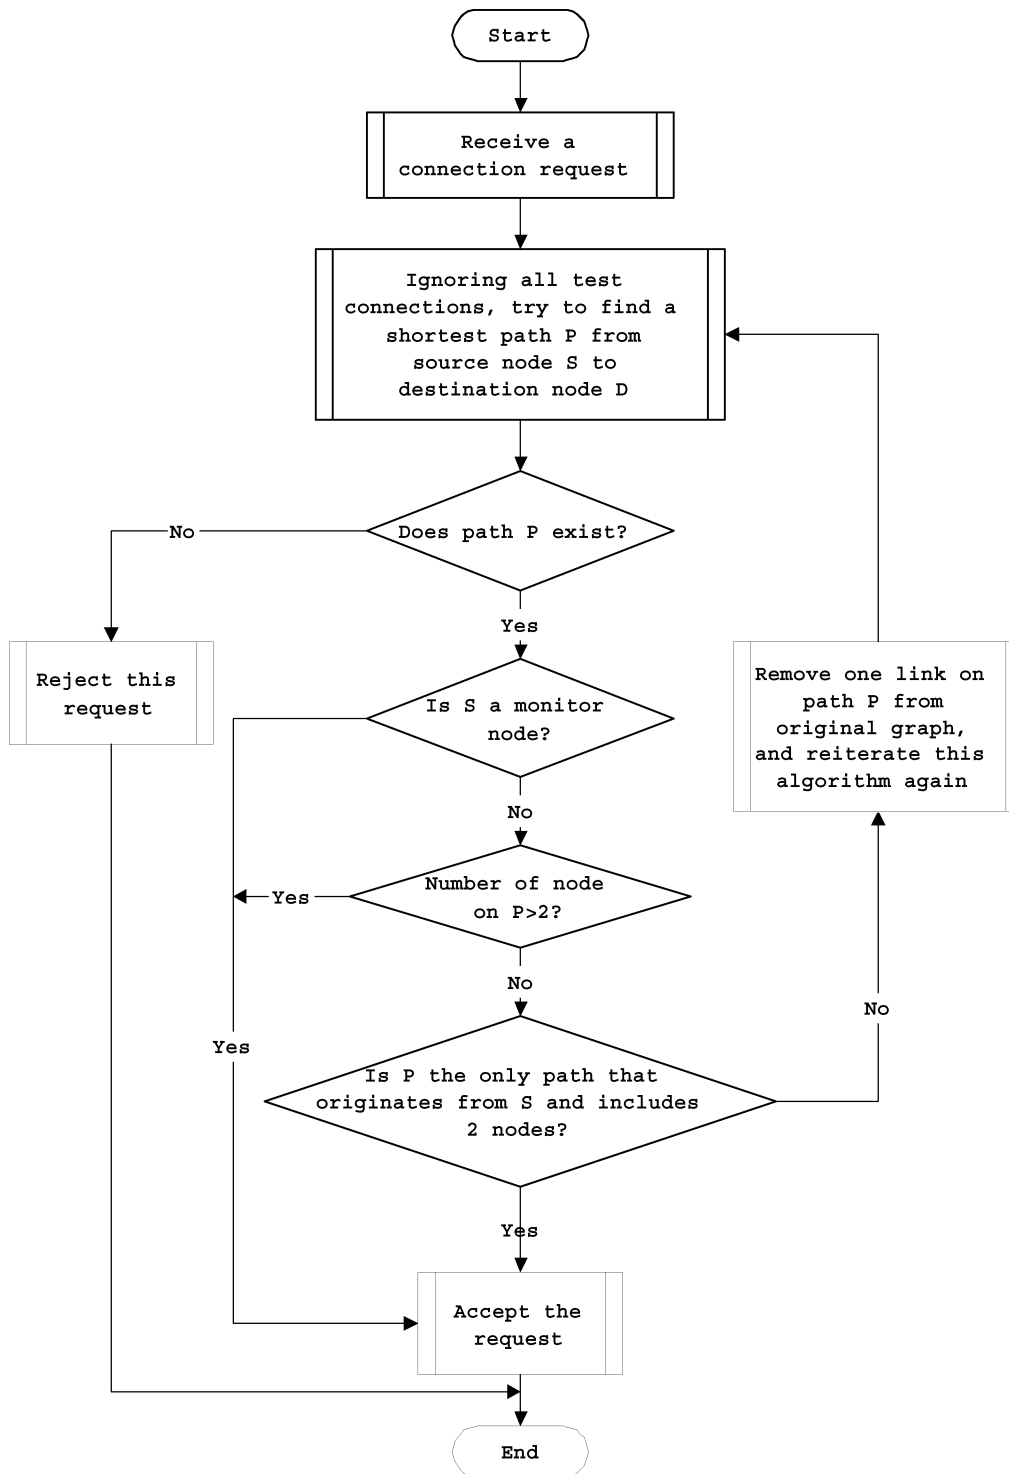 Start
Receive a
connection request
Ignoring all test
connections, try to find a
shortest path P from
source node S to
destination node D
Does path P exist?
No
Yes
Reject this
request
Is S a monitor
node?
Remove one link on
path P from
original graph,
and reiterate this
algorithm again
No
Number of node
on P>2?
Yes
No
No
Yes
Is P the only path that
originates from S and includes
2 nodes?
Yes
Accept the
request
End